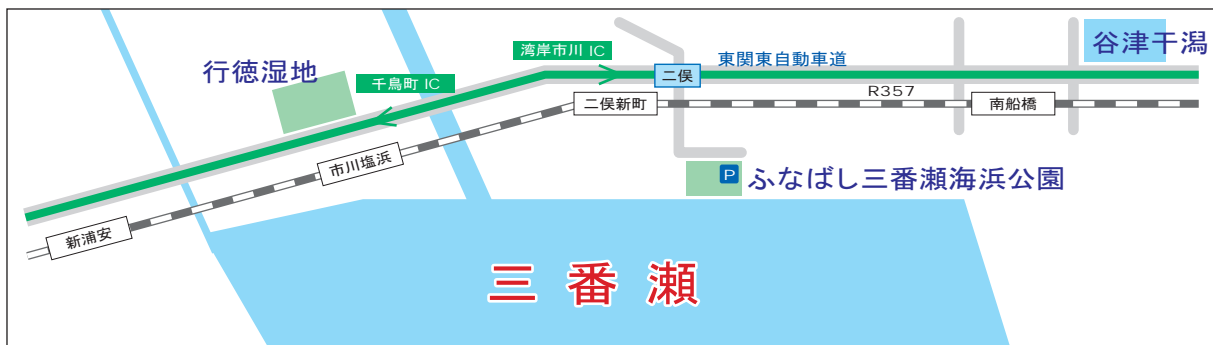 谷津干潟
湾岸市川 IC
東関東自動車道
行徳湿地
千鳥町 IC
二俣
R357
二俣新町
南船橋
市川塩浜
ふなばし三番瀬海浜公園
P
新浦安
三番瀬